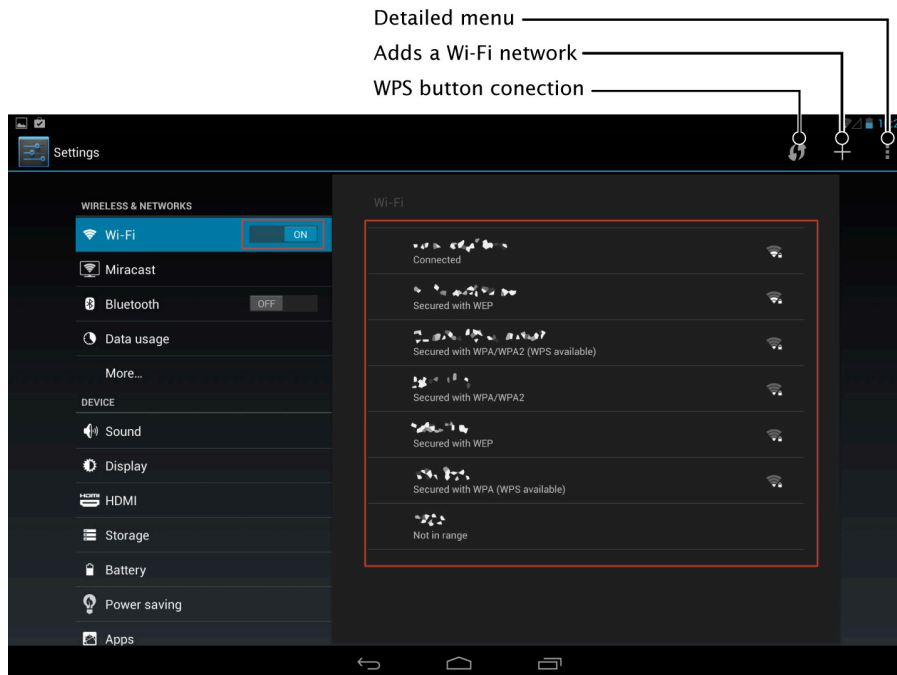 Detailed menu
Adds a Wi-Fi network
WPS button conection
Settings
WIRELESS & NETWORKS
Wi-Fi
ON
Miracast
Bluetooth
OFF
Data usage
More...
DEVICE
Sound
Display
HDMI
HDMI
Storage
Battery
Power saving
Apps
Wi-Fi
Connected
Secured with WEP
Secured with WPA/WPA2 (WPS available)
Secured with WPA/WPA2
Secured with WEP
Secured with WPA (WPS available)
Not in range